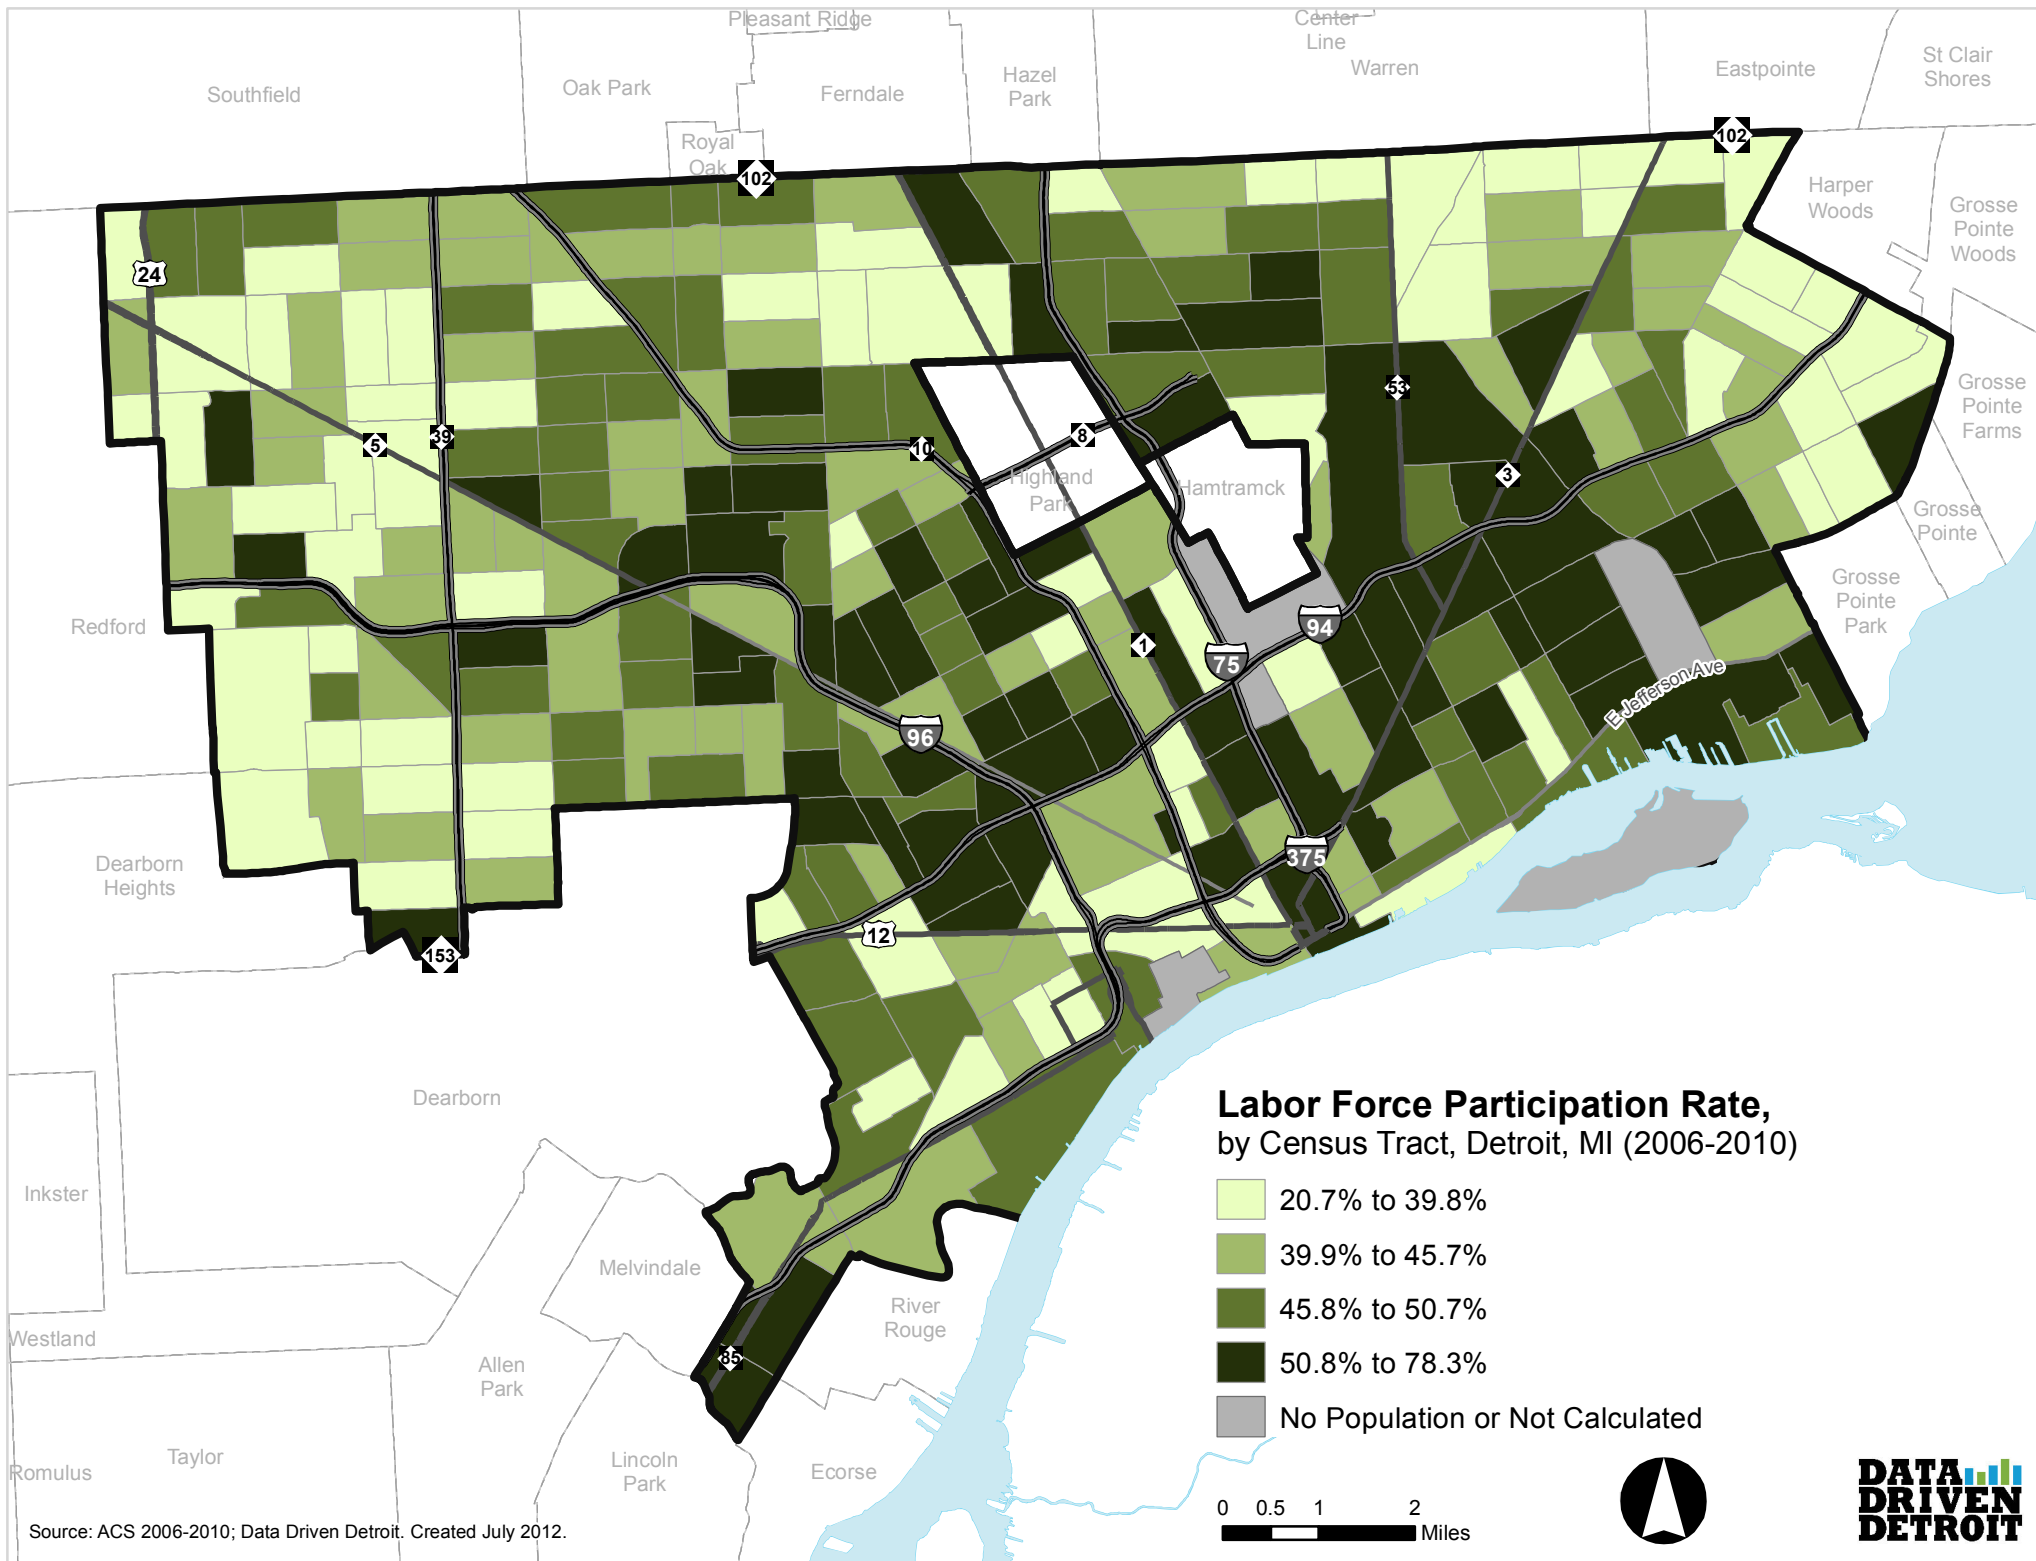 Pleasant Ridge
Center
Line
Southfield
Oak Park
Ferndale
Hazel
Park
Warren
Eastpointe
St Clair
Shores
Royal
Oak
102
102
Harper
Woods
Grosse
Pointe
Woods
24
53
Grosse
Pointe
Farms
5
39
10
8
3
Highland
Park
Hamtramck
Grosse
Pointe
Redford
94
Grosse
Pointe
Park
1
75
E Jefferson Ave
96
375
Dearborn
Heights
12
153
Dearborn
Inkster
Melvindale
River
Rouge
Westland
Allen
Park
85
Taylor
Romulus
Lincoln
Park
Ecorse
Labor Force Participation Rate,
by Census Tract, Detroit, MI (2006-2010)
20.7% to 39.8%
39.9% to 45.7%
45.8% to 50.7%
50.8% to 78.3%
No Population or Not Calculated
0 0.5 1 2
Miles
DATA
DRIVEN
DETROIT
Source: ACS 2006-2010; Data Driven Detroit. Created July 2012.